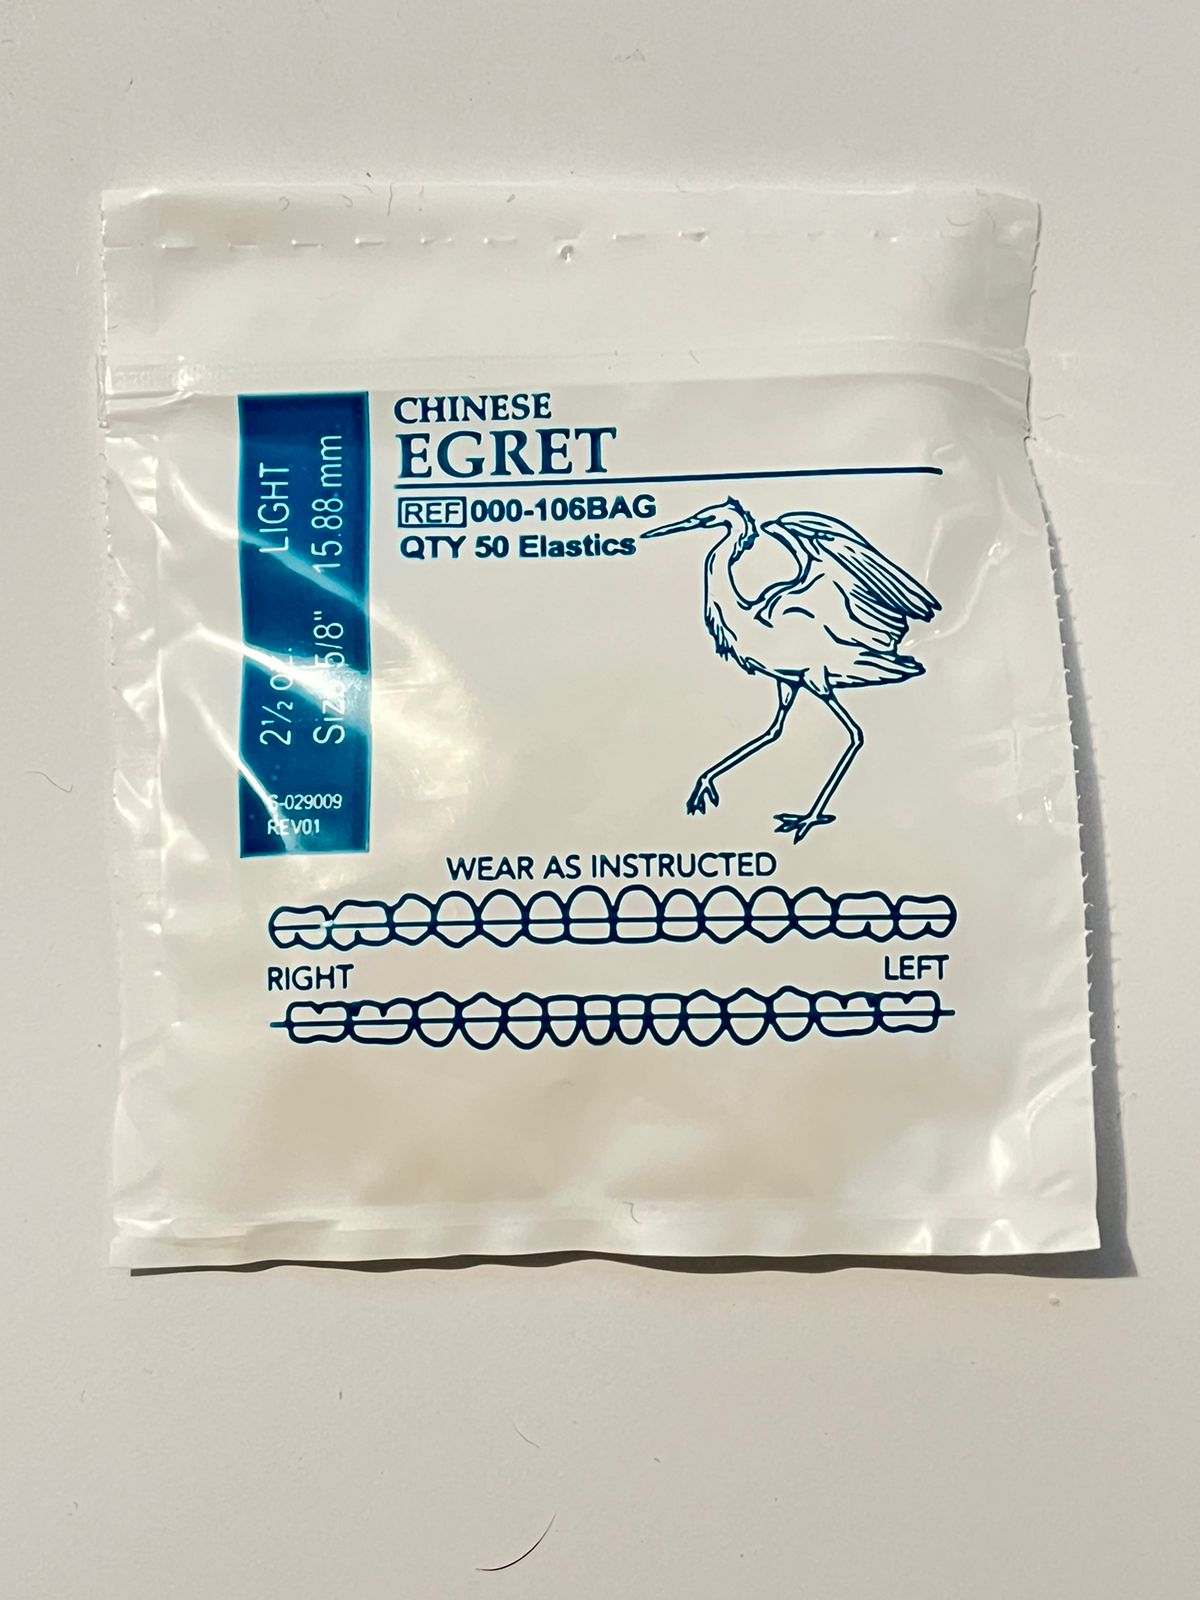 CHINESE
EGRET
REF 000-106BAG
QTY 50 Elastics
2½ oz. LIGHT
Size 5/8" 15.88 mm
S-029009
REV01
WEAR AS INSTRUCTED
RIGHT
LEFT